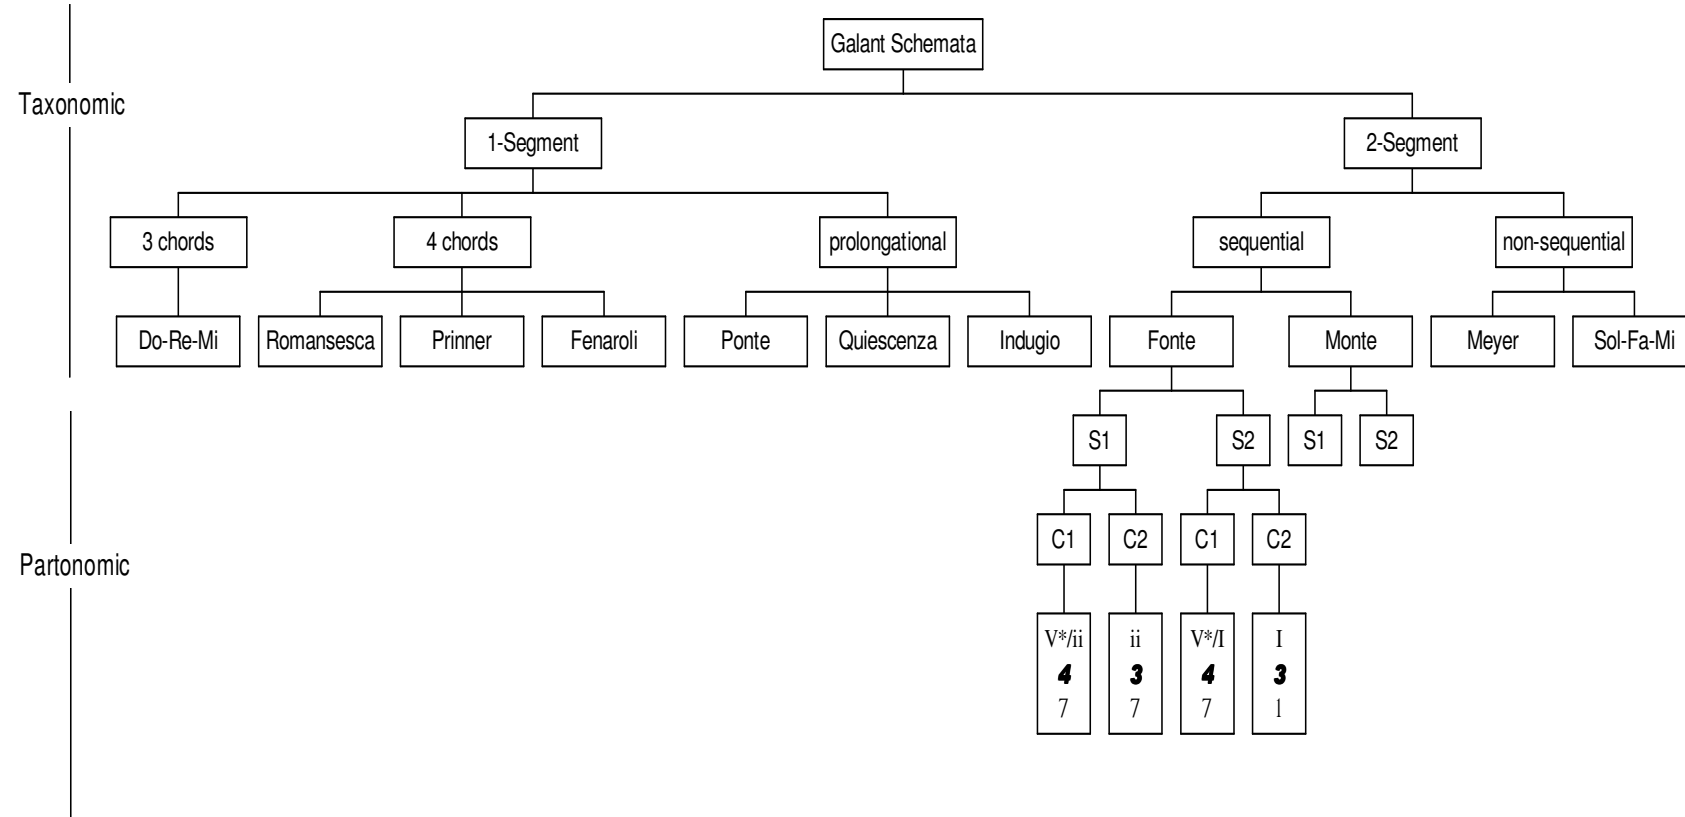 Galant Schemata
Taxonomic
1-Segment
2-Segment
3 chords
4 chords
prolongational
sequential
non-sequential
Do-Re-Mi
Romansesca
Prinner
Fenaroli
Ponte
Quiescenza
Indugio
Fonte
Monte
Meyer
Sol-Fa-Mi
S1
S2
S1
S2
C1
C2
C1
C2
Partonomic
V*/ii
4
7
ii
3
7
V*/I
4
7
I
3
1